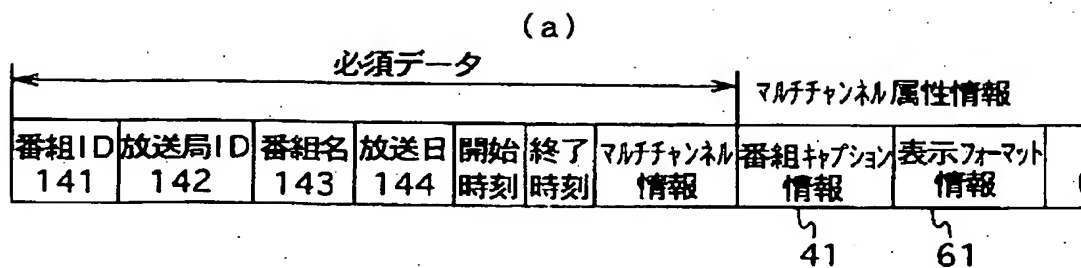 (a)
必須データ
マルチチャンネル属性情報
番組ID 放送局ID 番組名 放送日 開始 終了 マルチチャンネル 番組キャプション 表示フォーマット
141 142 143 144 時刻 時刻 情報 情報 情報
41 61